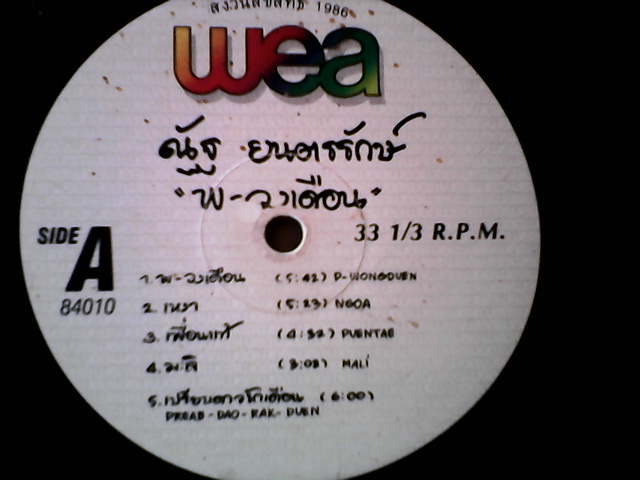 สงวนลิขสิทธิ์ 1986
wea
ณัฐ ยนตรรักษ์
"พ-วงเดือน"
SIDE A
33 1/3 R.P.M.
84010
1. พ-วงเดือน (5:42) P-WONGDUEN
2. เหงา (5:23) NGOA
3. เพื่อนแท้ (4:32) PUENTAE
4. มะลิ (3:03) MALI
5. เปรียบดาวรักเดือน (6:00)
PREAB-DAO-RAK-DUEN